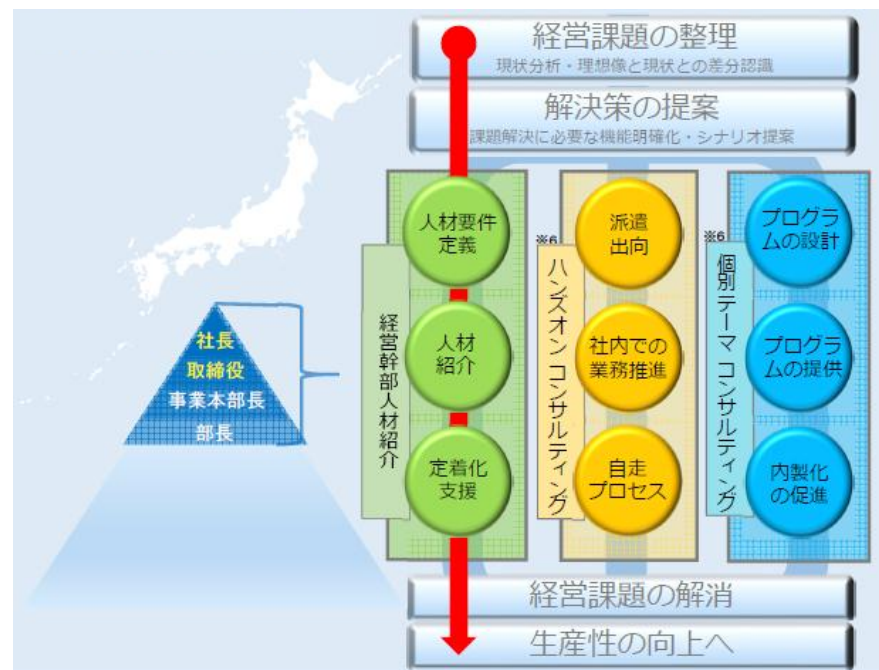 経営課題の整理
現状分析・理想像と現状との差分認識
解決策の提案
課題解決に必要な機能明確化・シナリオ提案
社長
取締役
事業本部長
部長
経営幹部人材紹介
人材要件
定義
人材
紹介
定着化
支援
※6
ハンズオン コンサルティング
派遣
出向
社内での
業務推進
自走
プロセス
※6
個別テーマ コンサルティング
プログラ
ムの設計
プログラ
ムの提供
内製化
の促進
経営課題の解消
生産性の向上へ